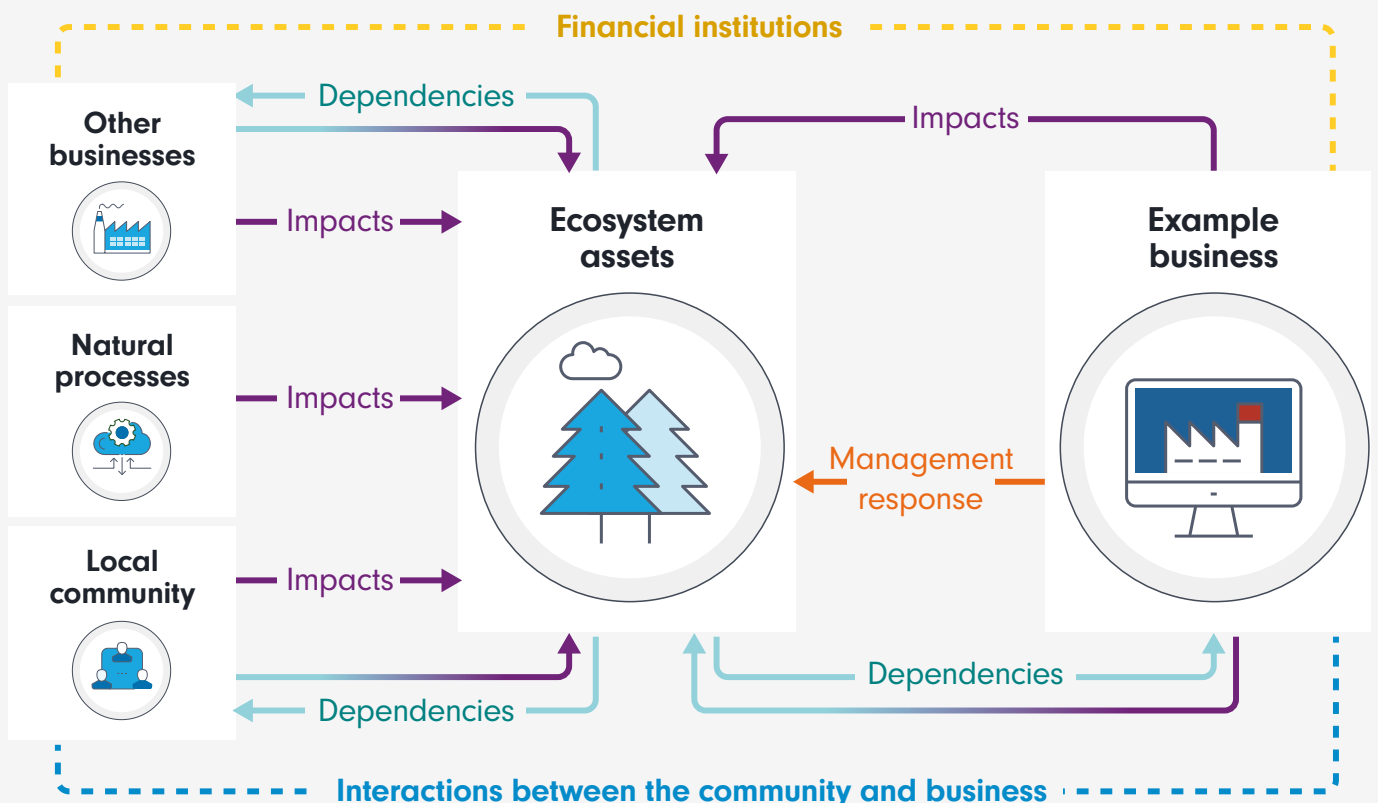 Financial institutions
Dependencies
Other
businesses
Impacts
Impacts
Ecosystem
assets
Example
business
Natural
processes
Impacts
Management
response
Local
community
Impacts
Dependencies
Dependencies
Interactions between the community and business